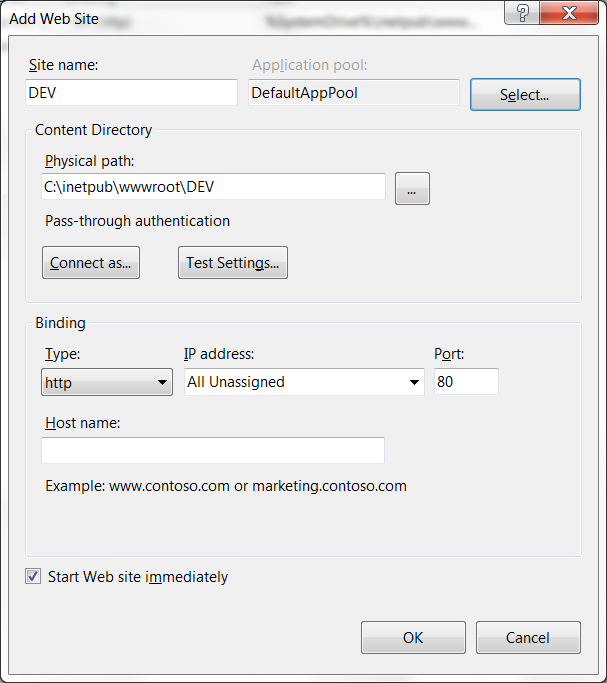 Add Web Site
?
Site name:
Application pool:
DEV
DefaultAppPool
Select...
Content Directory
Physical path:
C:\inetpub\wwwroot\DEV
...
Pass-through authentication
Connect as...
Test Settings...
Binding
Type:
IP address:
Port:
http
All Unassigned
80
Host name:
Example: www.contoso.com or marketing.contoso.com
Start Web site immediately
OK
Cancel